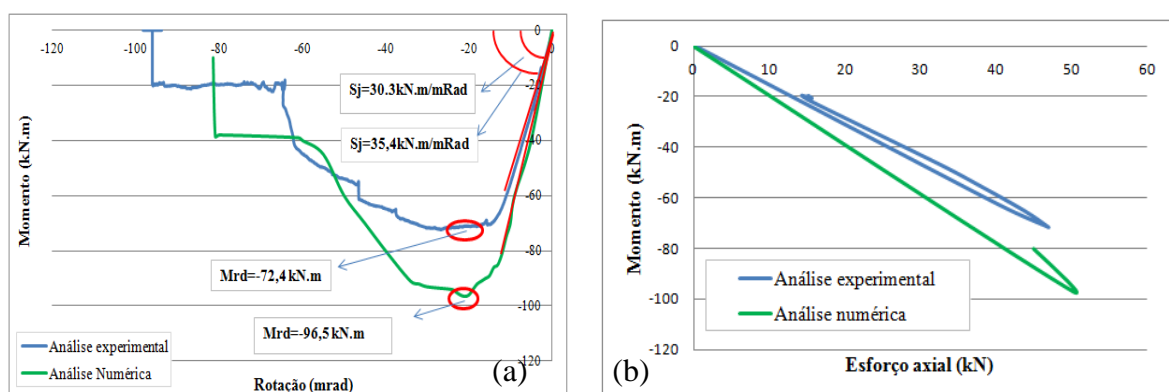 -120 -100 -80 -60 -40 -20 0
0
-20
-40
-60
-80
-100
-120
Momento (kN.m)
Sj=30.3kN.m/mRad
Sj=35,4kN.m/mRad
Mrd=-72,4kN.m
Mrd=-96,5kN.m
Análise experimental
Análise Numérica
Rotação (mrad)
(a)
0 10 20 30 40 50 60
0
-20
-40
-60
-80
-100
-120
Momento (kN.m)
Análise experimental
Análise numérica
Esforço axial (kN)
(b)